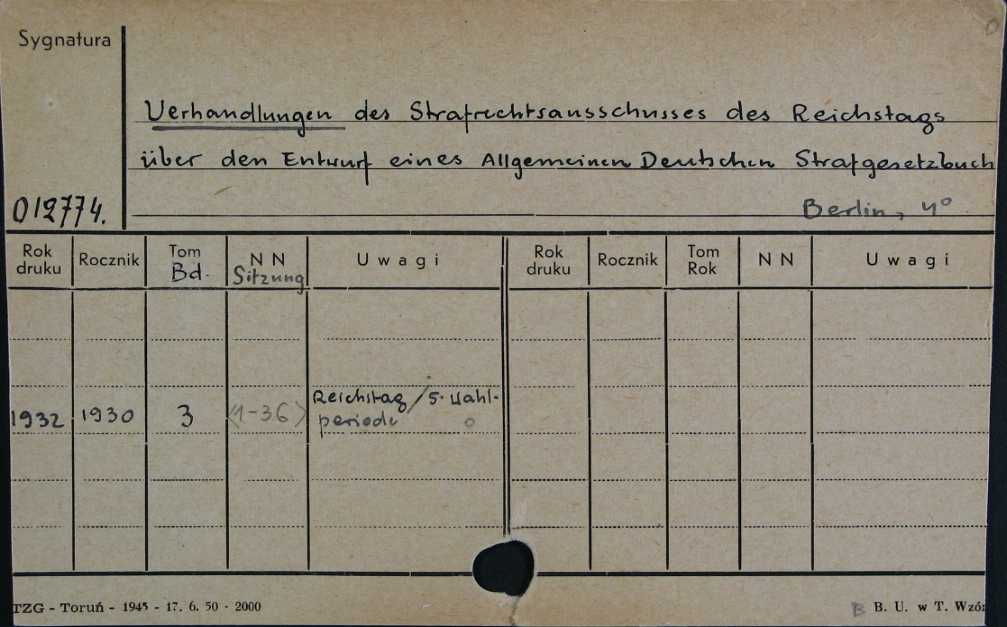 Sygnatura
Verhandlungen des Strafrechtsausschusses des Reichstags
über den Entwurf eines Allgemeinen Deutschen Strafgesetzbuch
012774.
Berlin, 4°
Rok druku Rocznik Tom Bd. N N Sitzung U w a g i Rok druku Rocznik Tom Rok N N U w a g i
1932 1930 3 <1-36> Reichstag / 5. Wahl-
periode
TZG - Toruń - 1945 - 17. 6. 50 - 2000
B B. U. w T. Wzór